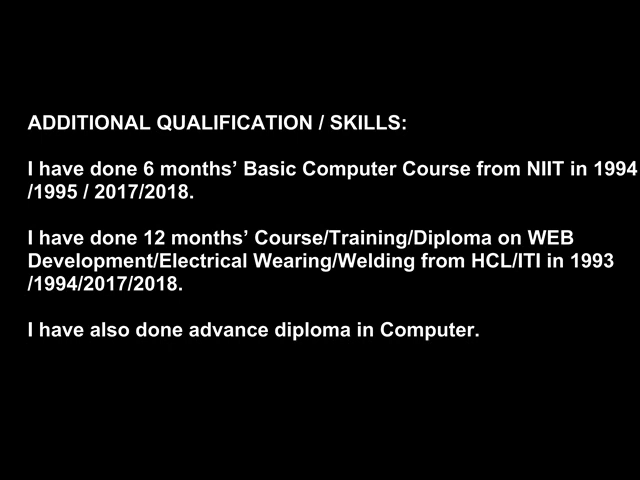 ADDITIONAL QUALIFICATION / SKILLS:
I have done 6 months’ Basic Computer Course from NIIT in 1994
/1995 / 2017/2018.
I have done 12 months’ Course/Training/Diploma on WEB
Development/Electrical Wearing/Welding from HCL/ITI in 1993
/1994/2017/2018.
I have also done advance diploma in Computer.